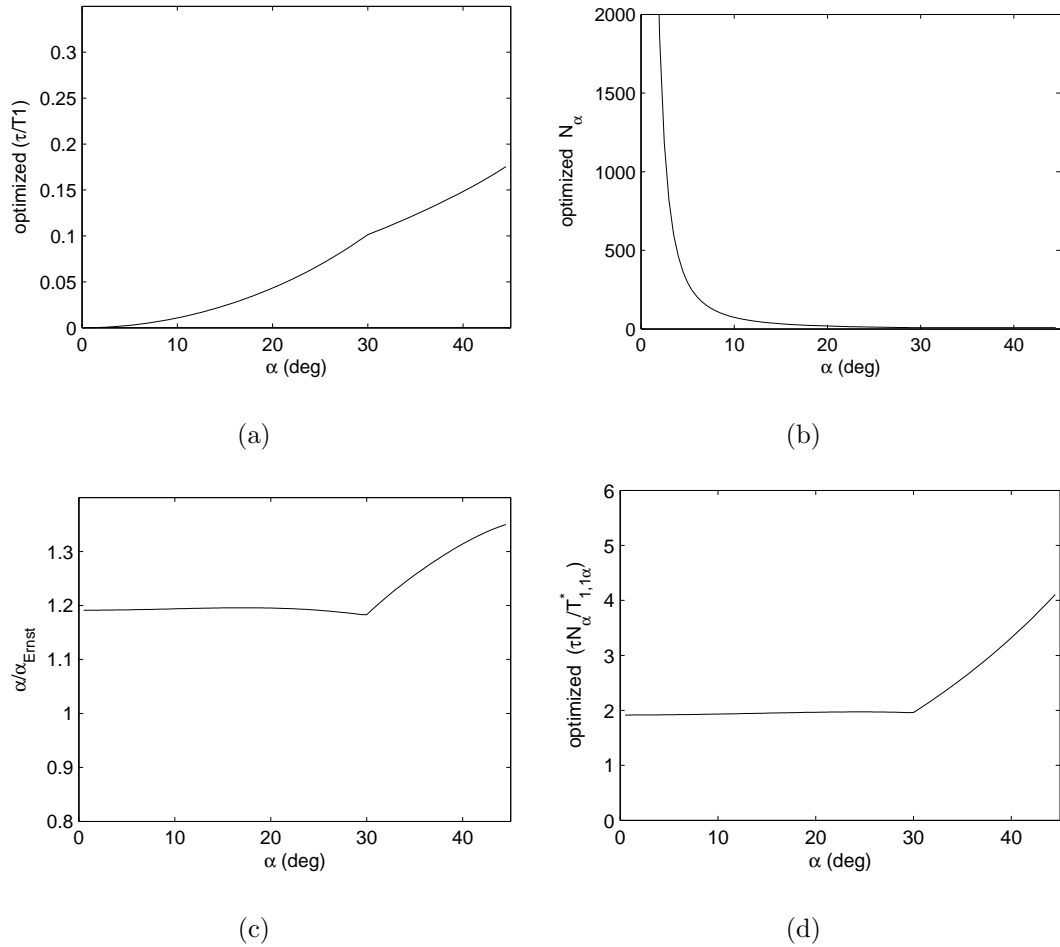 0.35
0.3
0.25
0.2
0.15
0.1
0.05
0
optimized (τ/T1)
0 10 20 30 40
α (deg)
(a)
2000
1500
1000
500
0
optimized N_α
0 10 20 30 40
α (deg)
(b)
1.3
1.2
1.1
1
0.9
0.8
α/α_Ernst
0 10 20 30 40
α (deg)
(c)
6
5
4
3
2
1
0
optimized (τN_α/T*_{1,1α})
0 10 20 30 40
α (deg)
(d)